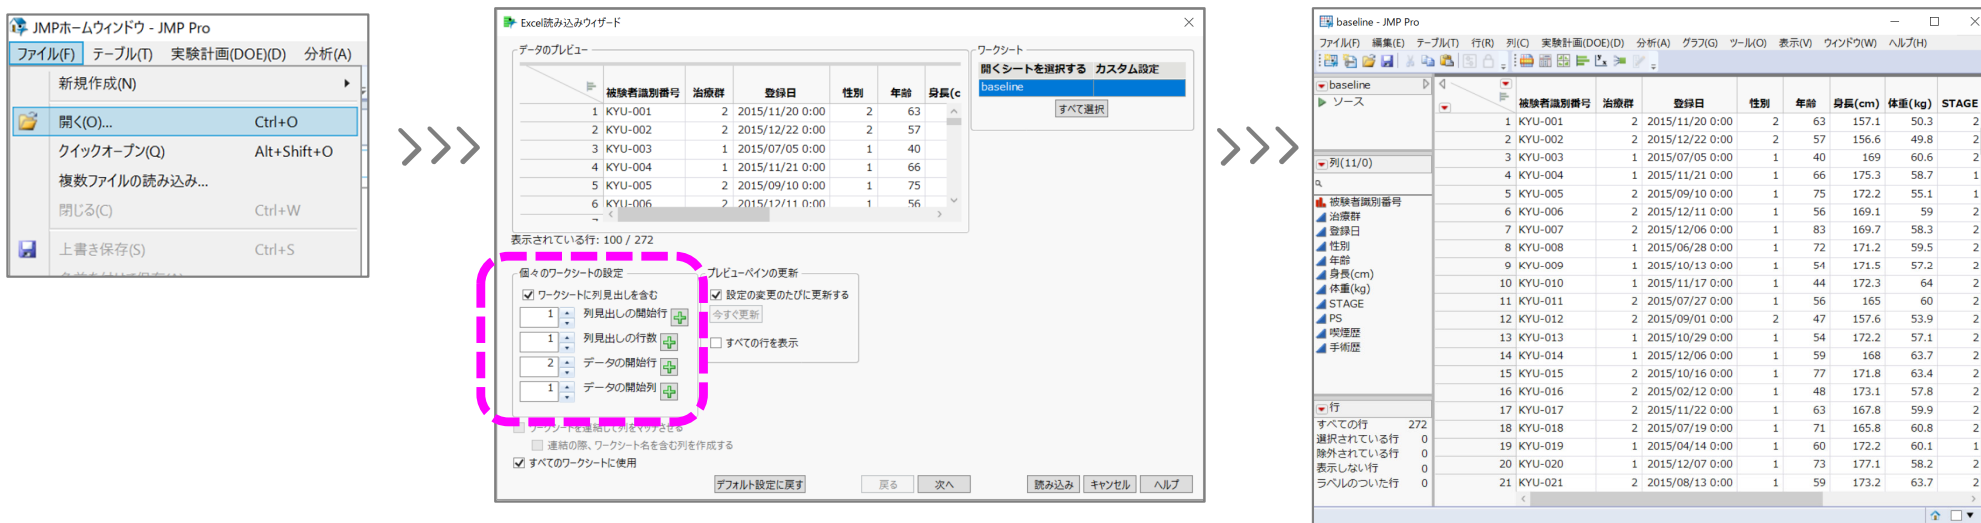 JMPホームウィンドウ - JMP Pro
ファイル(F) テーブル(T) 実験計画(DOE)(D) 分析(A)
新規作成(N)
開く(O)... Ctrl+O
クイックオープン(Q) Alt+Shift+O
複数ファイルの読み込み...
閉じる(C) Ctrl+W
上書き保存(S) Ctrl+S
Excel読み込みウィザード
データのプレビュー
被験者識別番号 治療群 登録日 性別 年齢 身長(c
1 KYU-001 2 2015/11/20 0:00 2 63
2 KYU-002 2 2015/12/22 0:00 2 57
3 KYU-003 1 2015/07/05 0:00 1 40
4 KYU-004 1 2015/11/21 0:00 1 66
5 KYU-005 2 2015/09/10 0:00 1 75
6 KYU-006 2 2015/12/11 0:00 1 56
表示されている行: 100 / 272
ワークシート
開くシートを選択する カスタム設定
baseline
すべて選択
個々のワークシートの設定
ワークシートに列見出しを含む
1 列見出しの開始行
1 列見出しの行数
2 データの開始行
1 データの開始列
プレビューペインの更新
設定の変更のたびに更新する
今すぐ更新
すべての行を表示
ワークシートを連結して列をマッチさせる
連結の際、ワークシート名を含む列を作成する
すべてのワークシートに使用
デフォルト設定に戻す 戻る 次へ 読み込み キャンセル ヘルプ
baseline - JMP Pro
ファイル(F) 編集(E) テーブル(T) 行(R) 列(C) 実験計画(DOE)(D) 分析(A) グラフ(G) ツール(O) 表示(V) ウィンドウ(W) ヘルプ(H)
baseline
ソース
列(11/0)
被験者識別番号
治療群
登録日
性別
年齢
身長(cm)
体重(kg)
STAGE
PS
喫煙歴
手術歴
行
すべての行 272
選択されている行 0
除外されている行 0
表示しない行 0
ラベルのついた行 0
被験者識別番号 治療群 登録日 性別 年齢 身長(cm) 体重(kg) STAGE
1 KYU-001 2 2015/11/20 0:00 2 63 157.1 50.3 2
2 KYU-002 2 2015/12/22 0:00 2 57 156.6 49.8 2
3 KYU-003 1 2015/07/05 0:00 1 40 169 60.6 2
4 KYU-004 1 2015/11/21 0:00 1 66 175.3 58.7 1
5 KYU-005 2 2015/09/10 0:00 1 75 172.2 55.1 1
6 KYU-006 2 2015/12/11 0:00 1 56 169.1 59 2
7 KYU-007 2 2015/12/06 0:00 1 83 169.7 58.3 2
8 KYU-008 1 2015/06/28 0:00 1 72 171.2 59.5 2
9 KYU-009 1 2015/10/13 0:00 1 54 171.5 57.2 2
10 KYU-010 1 2015/11/17 0:00 1 44 172.3 64 2
11 KYU-011 2 2015/07/27 0:00 1 56 165 60 2
12 KYU-012 2 2015/09/01 0:00 2 47 157.6 53.9 2
13 KYU-013 1 2015/10/29 0:00 1 54 172.2 57.1 2
14 KYU-014 1 2015/12/06 0:00 1 59 168 63.7 2
15 KYU-015 2 2015/10/16 0:00 1 77 171.8 63.4 2
16 KYU-016 2 2015/02/12 0:00 1 48 173.1 57.8 2
17 KYU-017 2 2015/11/22 0:00 1 63 167.8 59.9 2
18 KYU-018 2 2015/07/19 0:00 1 71 165.8 60.8 2
19 KYU-019 1 2015/04/14 0:00 1 60 172.2 60.1 1
20 KYU-020 1 2015/12/07 0:00 1 73 177.1 58.2 2
21 KYU-021 2 2015/08/13 0:00 1 59 173.2 63.7 2